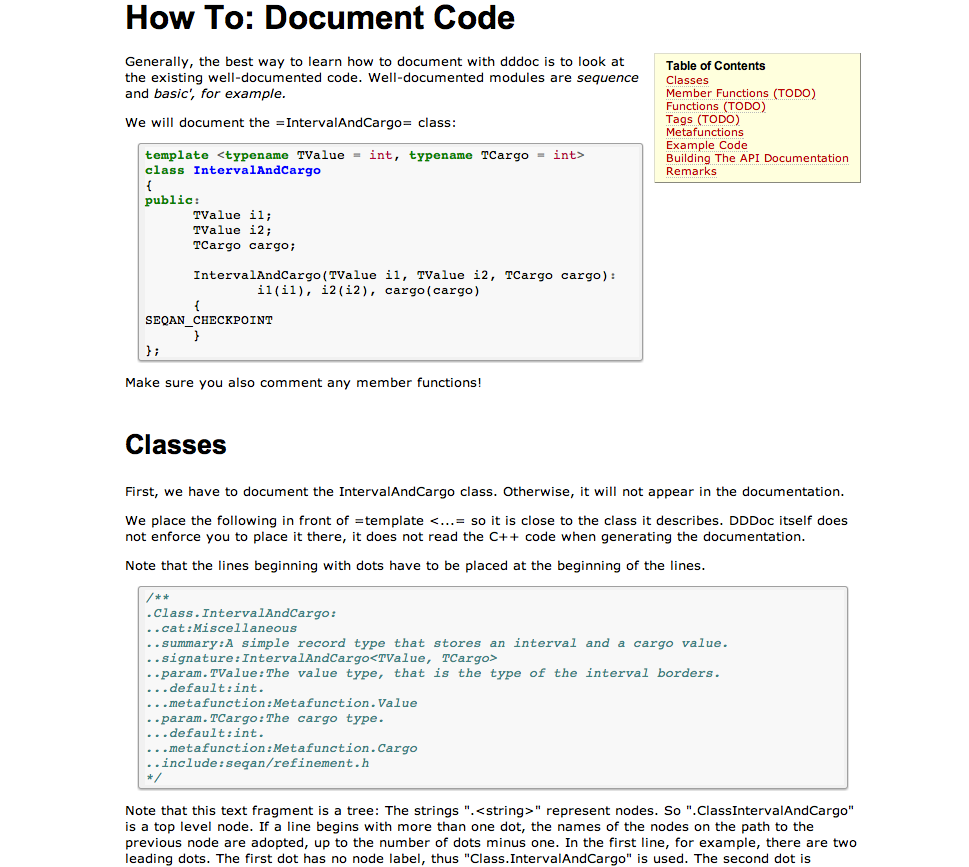 How To: Document Code
Generally, the best way to learn how to document with dddoc is to look at
the existing well-documented code. Well-documented modules are sequence
and basic', for example.
We will document the =IntervalAndCargo= class:
template <typename TValue = int, typename TCargo = int>
class IntervalAndCargo
{
public:
TValue i1;
TValue i2;
TCargo cargo;
IntervalAndCargo(TValue i1, TValue i2, TCargo cargo):
i1(i1), i2(i2), cargo(cargo)
{
SEQAN_CHECKPOINT
}
};
Make sure you also comment any member functions!
Table of Contents
Classes
Member Functions (TODO)
Functions (TODO)
Tags (TODO)
Metafunctions
Example Code
Building The API Documentation
Remarks
Classes
First, we have to document the IntervalAndCargo class. Otherwise, it will not appear in the documentation.
We place the following in front of =template <...= so it is close to the class it describes. DDDoc itself does
not enforce you to place it there, it does not read the C++ code when generating the documentation.
Note that the lines beginning with dots have to be placed at the beginning of the lines.
/**
.Class.IntervalAndCargo:
..cat:Miscellaneous
..summary:A simple record type that stores an interval and a cargo value.
..signature:IntervalAndCargo<TValue, TCargo>
..param.TValue:The value type, that is the type of the interval borders.
...default:int.
...metafunction:Metafunction.Value
..param.TCargo:The cargo type.
...default:int.
...metafunction:Metafunction.Cargo
..include:seqan/refinement.h
*/
Note that this text fragment is a tree: The strings ".<string>" represent nodes. So ".ClassIntervalAndCargo"
is a top level node. If a line begins with more than one dot, the names of the nodes on the path to the
previous node are adopted, up to the number of dots minus one. In the first line, for example, there are two
leading dots. The first dot has no node label, thus "Class.IntervalAndCargo" is used. The second dot is